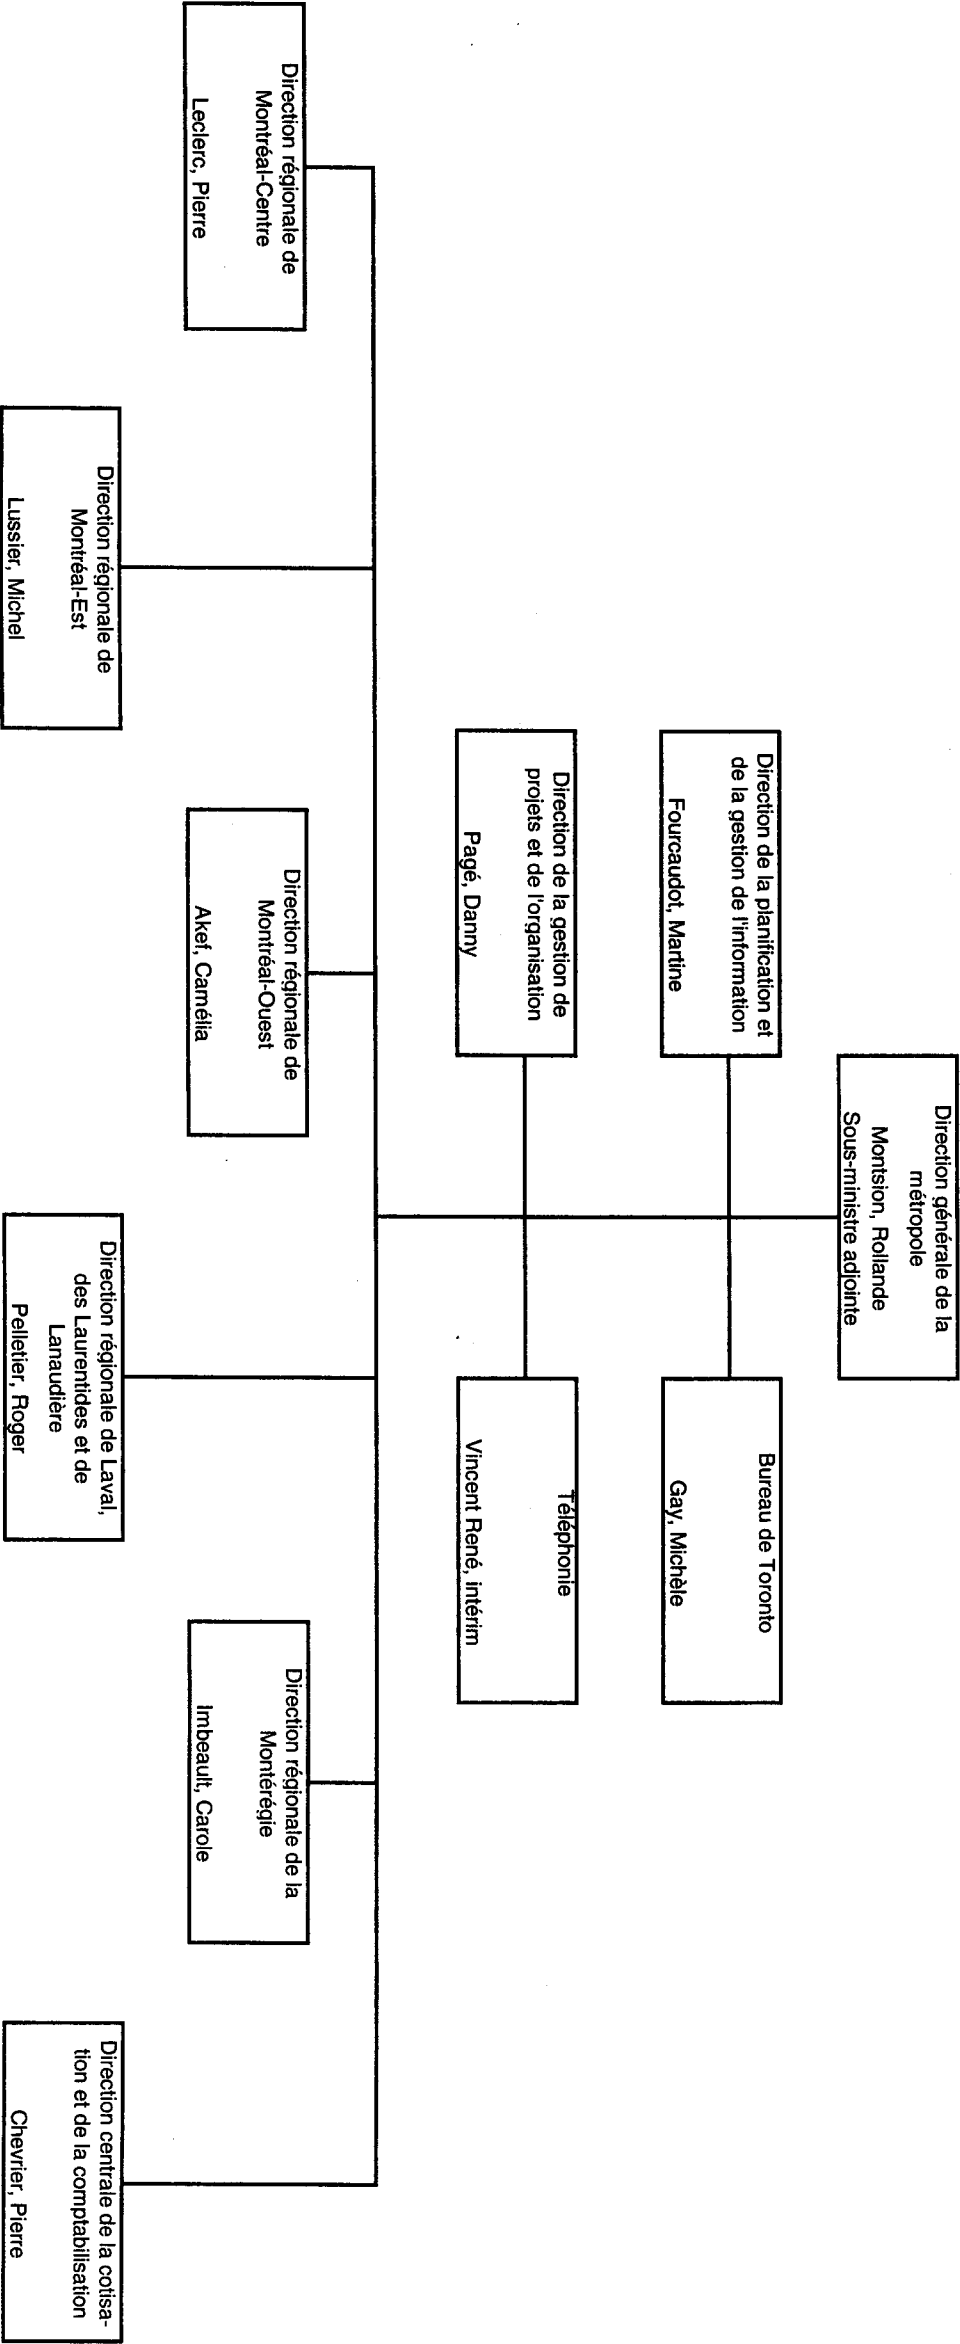 Direction générale de la
métropole
Montsion, Rollande
Sous-ministre adjointe
Direction de la planification et
de la gestion de l'information
Fourcaudot, Martine
Bureau de Toronto
Gay, Michèle
Direction de la gestion de
projets et de l'organisation
Pagé, Danny
Téléphonie
Vincent René, intérim
Direction régionale de
Montréal-Centre
Leclerc, Pierre
Direction régionale de
Montréal-Est
Lussier, Michel
Direction régionale de
Montréal-Ouest
Akef, Camélia
Direction régionale de Laval,
des Laurentides et de
Lanaudière
Pelletier, Roger
Direction régionale de la
Montérégie
Imbeault, Carole
Direction centrale de la cotisa-
tion et de la comptabilisation
Chevrier, Pierre